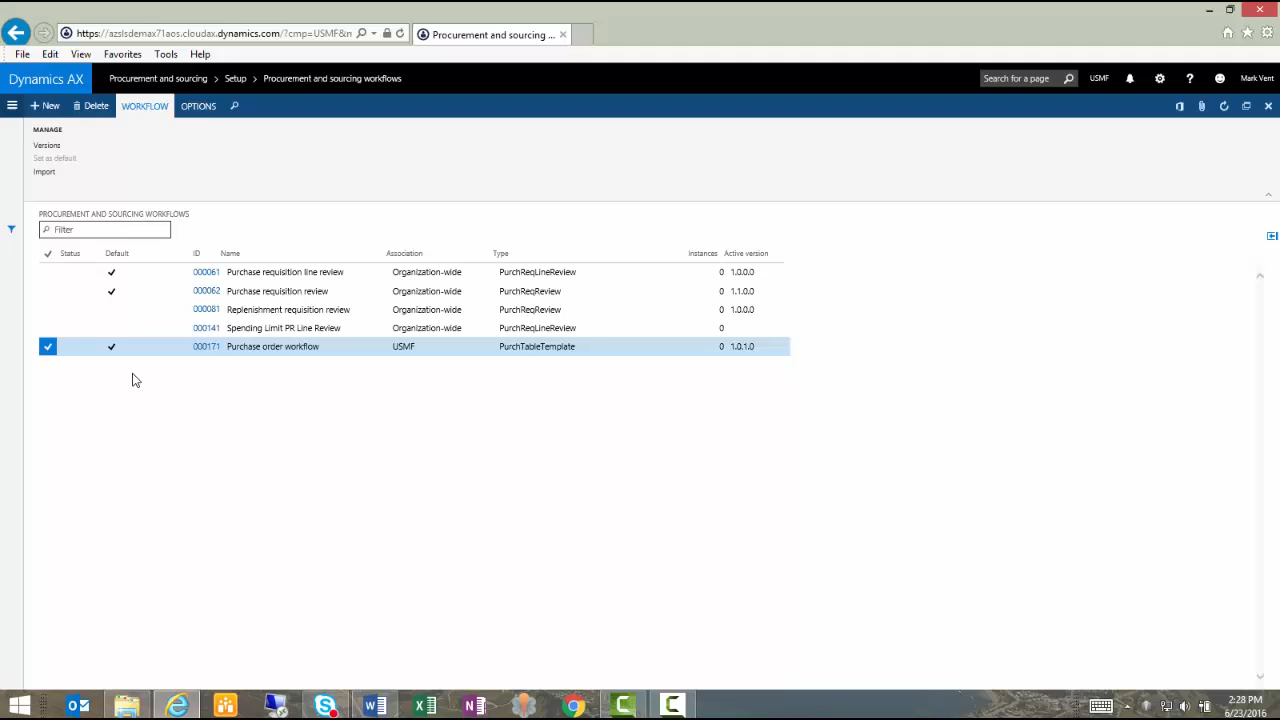 https://azslsdemax71aos.cloudax.dynamics.com/?cmp=USMF&m
Procurement and sourcing ...
File Edit View Favorites Tools Help
Dynamics AX Procurement and sourcing > Setup > Procurement and sourcing workflows Search for a page USMF ? Mark Vent
+ New Delete WORKFLOW OPTIONS
MANAGE
Versions
Set as default
Import
PROCUREMENT AND SOURCING WORKFLOWS
Filter
Status Default ID Name Association Type Instances Active version
000061 Purchase requisition line review Organization-wide PurchReqLineReview 0 1.0.0.0
000062 Purchase requisition review Organization-wide PurchReqReview 0 1.1.0.0
000081 Replenishment requisition review Organization-wide PurchReqReview 0 1.0.0.0
000141 Spending Limit PR Line Review Organization-wide PurchReqLineReview 0
000171 Purchase order workflow USMF PurchTableTemplate 0 1.0.1.0
2:28 PM
6/23/2016